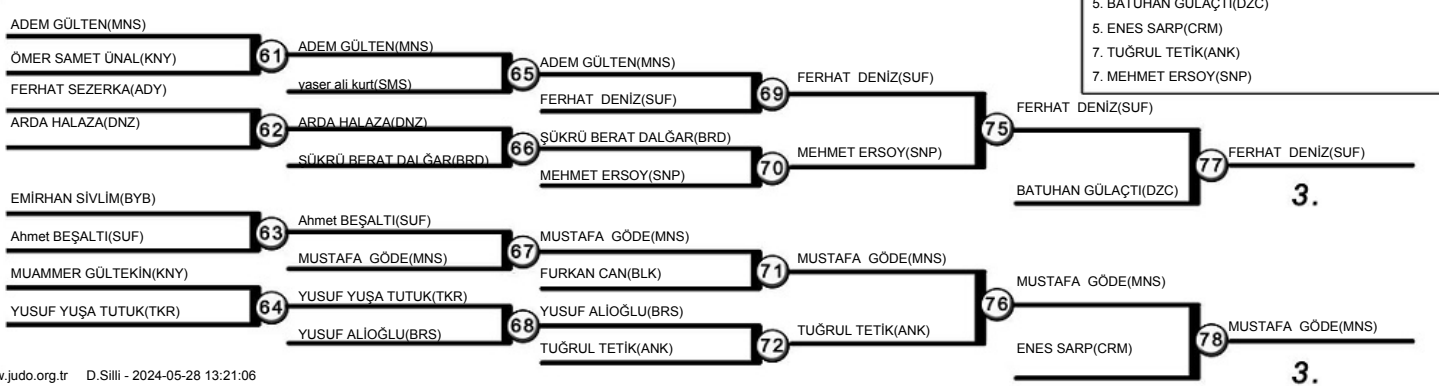 5. BATUHAN GÜLAÇTI(DZC)
5. ENES SARP(CRM)
7. TUĞRUL TETİK(ANK)
7. MEHMET ERSOY(SNP)
ADEM GÜLTEN(MNS)
ÖMER SAMET ÜNAL(KNY)
61
FERHAT SEZERKA(ADY)
ARDA HALAZA(DNZ)
62
EMİRHAN SİVLİM(BYB)
Ahmet BEŞALTI(SUF)
63
MUAMMER GÜLTEKİN(KNY)
YUSUF YUŞA TUTUK(TKR)
64
ADEM GÜLTEN(MNS)
yaser ali kurt(SMS)
65
ARDA HALAZA(DNZ)
ŞÜKRÜ BERAT DALĞAR(BRD)
66
Ahmet BEŞALTI(SUF)
MUSTAFA GÖDE(MNS)
67
YUSUF YUŞA TUTUK(TKR)
YUSUF ALİOĞLU(BRS)
68
ADEM GÜLTEN(MNS)
FERHAT DENİZ(SUF)
69
ŞÜKRÜ BERAT DALĞAR(BRD)
MEHMET ERSOY(SNP)
70
MUSTAFA GÖDE(MNS)
FURKAN CAN(BLK)
71
YUSUF ALİOĞLU(BRS)
TUĞRUL TETİK(ANK)
72
FERHAT DENİZ(SUF)
MEHMET ERSOY(SNP)
75
MUSTAFA GÖDE(MNS)
TUĞRUL TETİK(ANK)
76
FERHAT DENİZ(SUF)
BATUHAN GÜLAÇTI(DZC)
77
MUSTAFA GÖDE(MNS)
ENES SARP(CRM)
78
FERHAT DENİZ(SUF)
3.
MUSTAFA GÖDE(MNS)
3.
w.judo.org.tr D.Silli - 2024-05-28 13:21:06